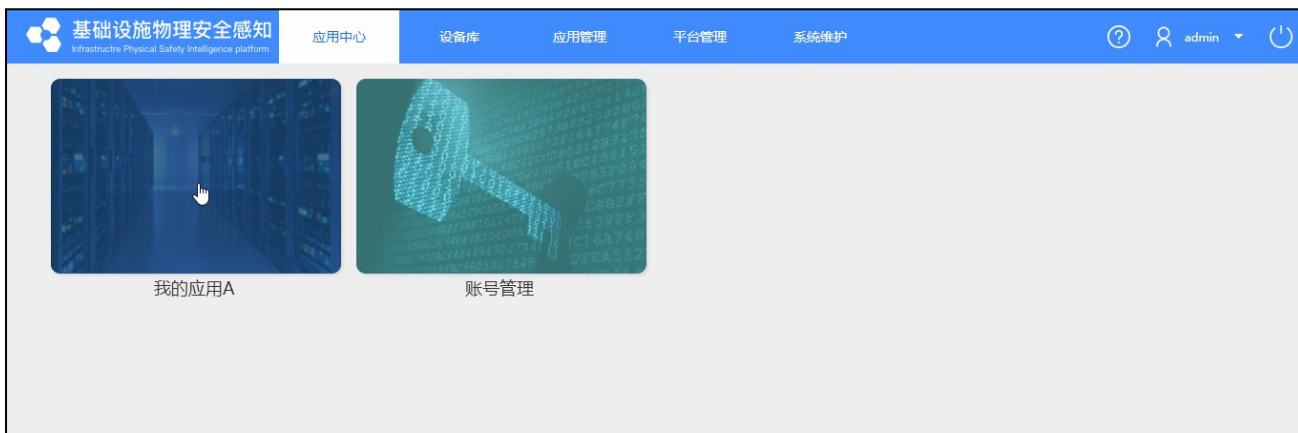 基础设施物理安全感知
Infrastructre Physical Safety Intelligence platform
应用中心
设备库
应用管理
平台管理
系统维护
admin
我的应用A
账号管理